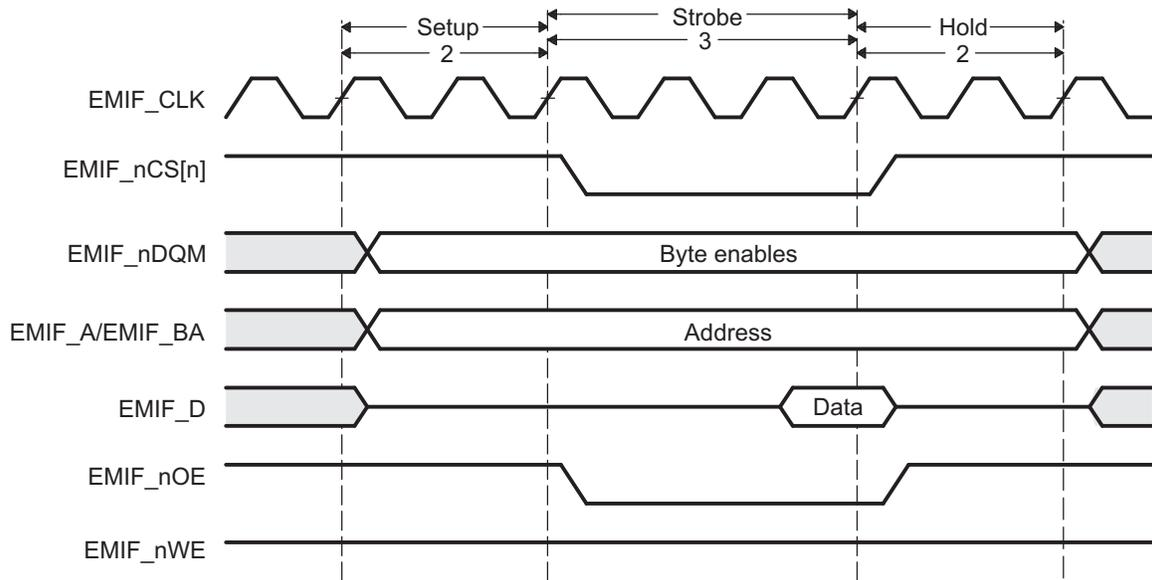 Setup
Strobe
Hold
2
3
2
EMIF_CLK
EMIF_nCS[n]
EMIF_nDQM
Byte enables
EMIF_A/EMIF_BA
Address
EMIF_D
Data
EMIF_nOE
EMIF_nWE